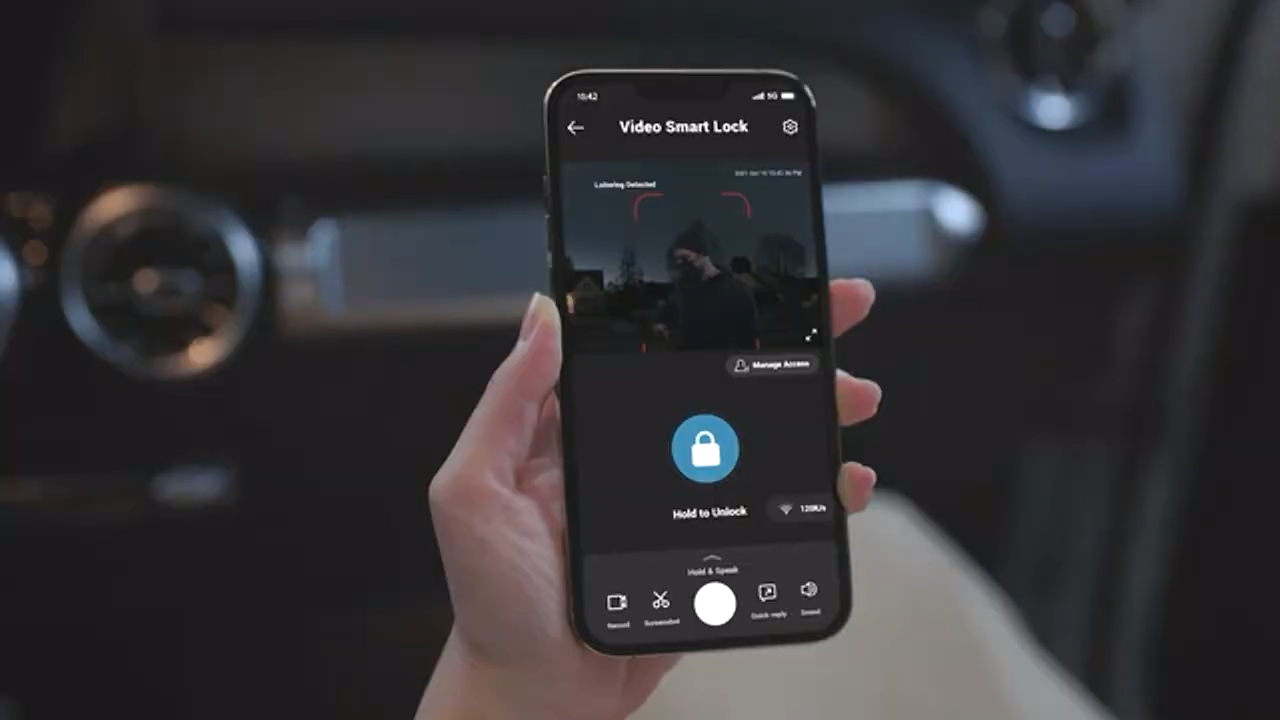 10:42
5G
Video Smart Lock
Loitering Detected
Manage Access
Hold to Unlock
Hold & Speak
Record
Screenshot
Quick reply
Sound